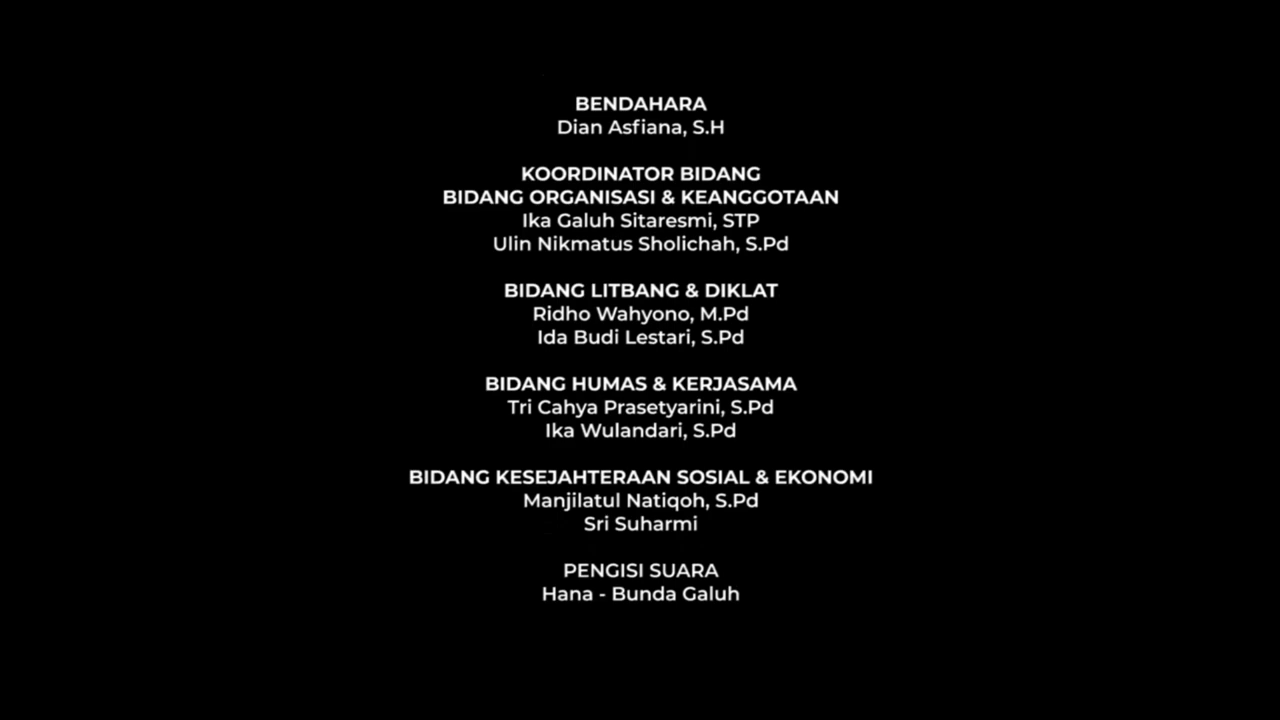 BENDAHARA
Dian Asfiana, S.H
KOORDINATOR BIDANG
BIDANG ORGANISASI & KEANGGOTAAN
Ika Galuh Sitaresmi, STP
Ulin Nikmatus Sholichah, S.Pd
BIDANG LITBANG & DIKLAT
Ridho Wahyono, M.Pd
Ida Budi Lestari, S.Pd
BIDANG HUMAS & KERJASAMA
Tri Cahya Prasetyarini, S.Pd
Ika Wulandari, S.Pd
BIDANG KESEJAHTERAAN SOSIAL & EKONOMI
Manjilatul Natiqoh, S.Pd
Sri Suharmi
PENGISI SUARA
Hana - Bunda Galuh